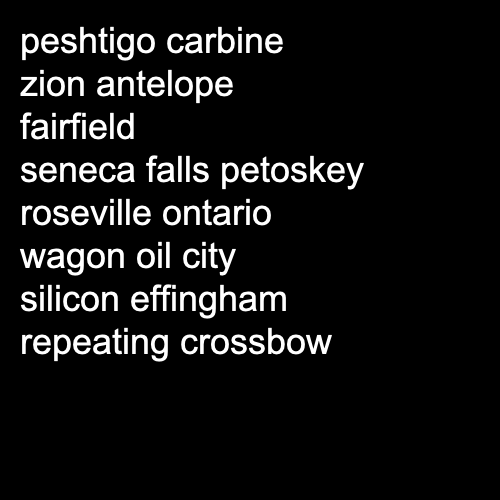 peshtigo carbine
zion antelope
fairfield
seneca falls petoskey
roseville ontario
wagon oil city
silicon effingham
repeating crossbow